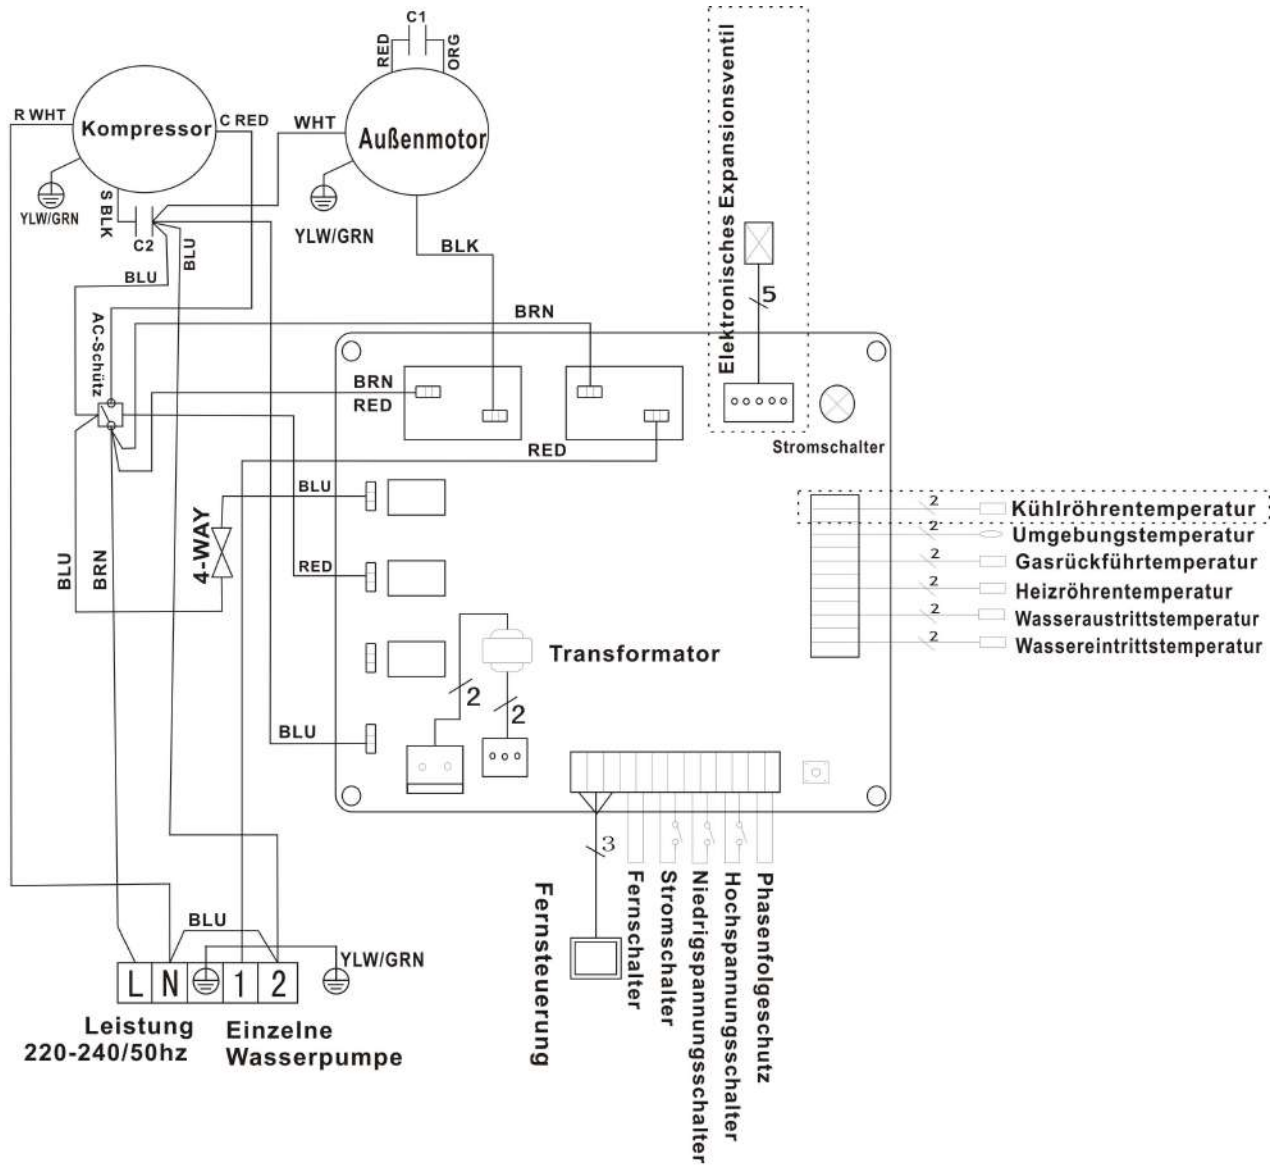 C1
RED
ORG
R WHT
C RED
WHT
Kompressor
Außenmotor
YLW/GRN
S BLK
C2
BLU
YLW/GRN
BLK
BLU
Elektronisches Expansionsventil
5
AC-Schütz
BRN
BRN
RED
RED
Stromschalter
BLU
4-WAY
BLU
BRN
RED
2
Kühlröhrentemperatur
2
Umgebungstemperatur
2
Gasrückführtemperatur
2
Heizröhrentemperatur
2
Wasseraustrittstemperatur
2
Wassereintrittstemperatur
Transformator
2
2
BLU
3
Fernsteuerung
Fernschalter
Stromschalter
Niedrigspannungsschalter
Hochspannungsschalter
Phasenfolgeschutz
BLU
YLW/GRN
L N 1 2
Leistung
220-240/50hz
Einzelne
Wasserpumpe